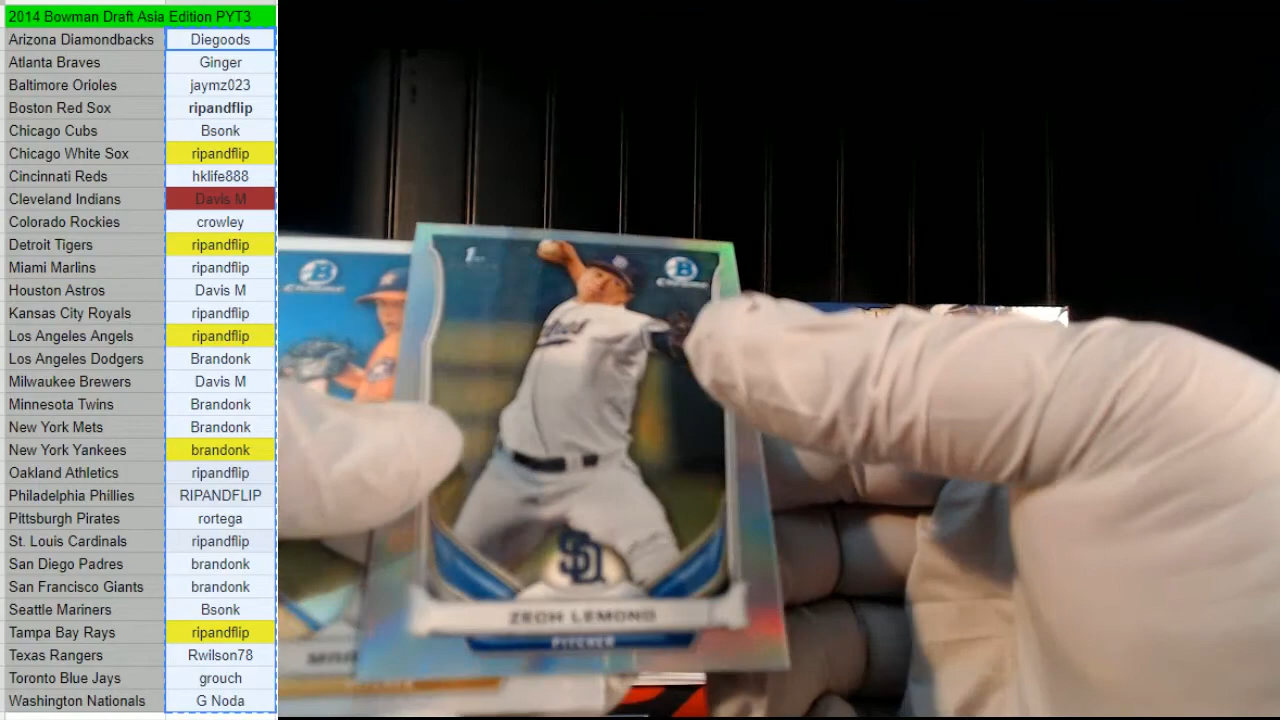 2014 Bowman Draft Asia Edition PYT3
Arizona Diamondbacks Diegoods
Atlanta Braves Ginger
Baltimore Orioles jaymz023
Boston Red Sox ripandflip
Chicago Cubs Bsonk
Chicago White Sox ripandflip
Cincinnati Reds hklife888
Cleveland Indians Davis M
Colorado Rockies crowley
Detroit Tigers ripandflip
Miami Marlins ripandflip
Houston Astros Davis M
Kansas City Royals ripandflip
Los Angeles Angels ripandflip
Los Angeles Dodgers Brandonk
Milwaukee Brewers Davis M
Minnesota Twins Brandonk
New York Mets Brandonk
New York Yankees brandonk
Oakland Athletics ripandflip
Philadelphia Phillies RIPANDFLIP
Pittsburgh Pirates rortega
St. Louis Cardinals ripandflip
San Diego Padres brandonk
San Francisco Giants brandonk
Seattle Mariners Bsonk
Tampa Bay Rays ripandflip
Texas Rangers Rwilson78
Toronto Blue Jays grouch
Washington Nationals G Noda
1st
B
CHROME
B
CHROME
SD
ZECH LEMOND
PITCHER